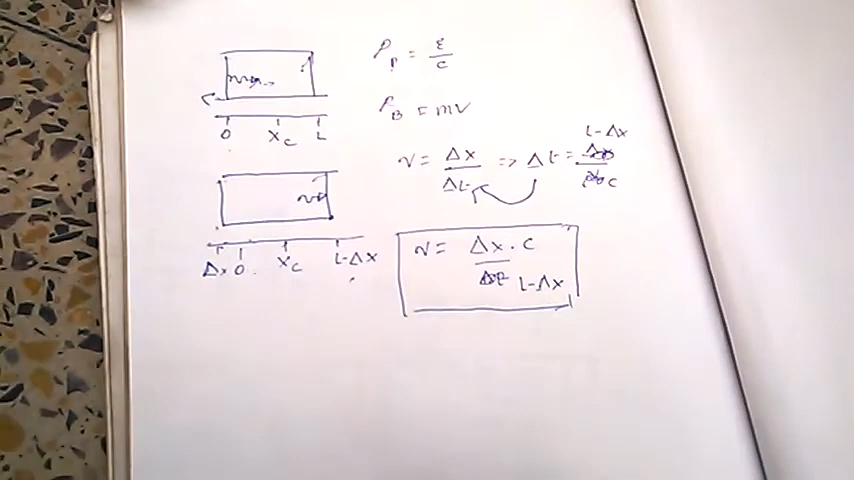 P_P = E/c
0 X_C L
P_B = mV
v = Δx/Δt => Δt = L-Δx/c
Δx 0 X_C L-Δx
v = Δx.c/L-Δx